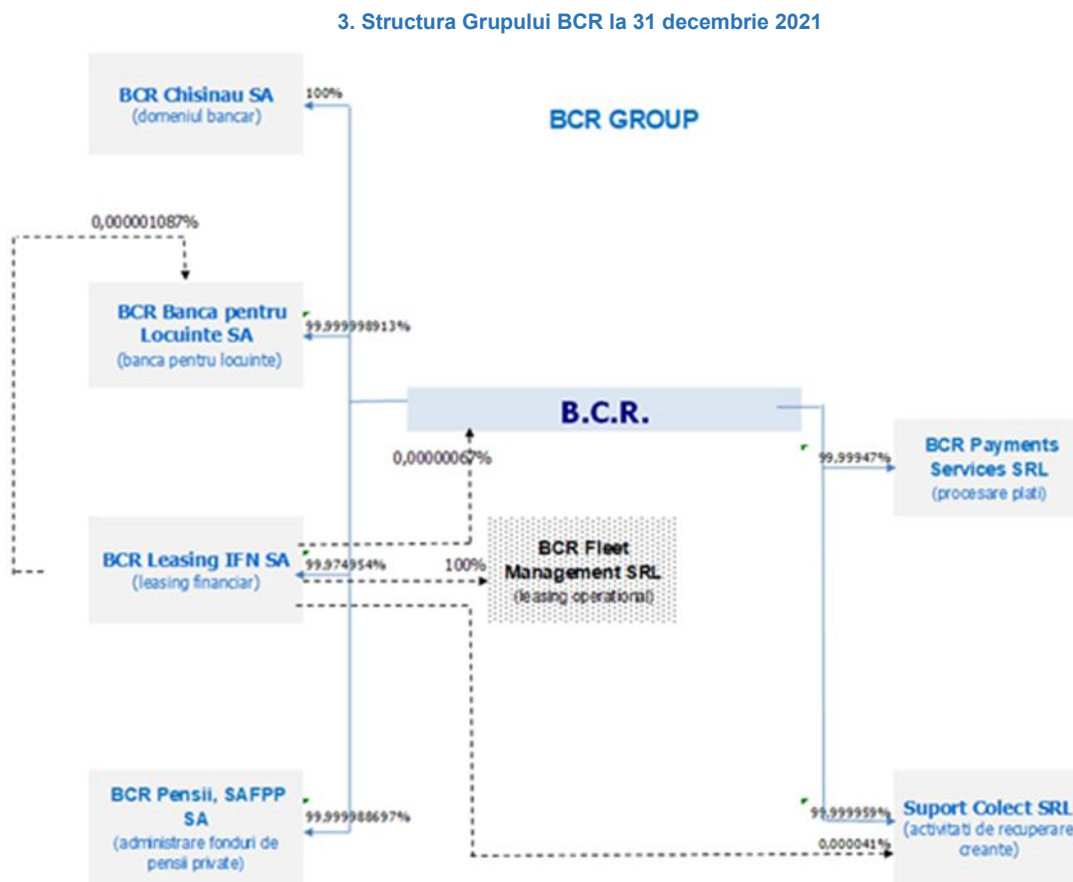 3. Structura Grupului BCR la 31 decembrie 2021
BCR Chisinau SA
(domeniul bancar)
100%
BCR GROUP
0,000001087%
BCR Banca pentru
Locuinte SA
(banca pentru locuinte)
99,999998913%
B.C.R.
0,00000067%
BCR Payments
Services SRL
(procesare plati)
99,99947%
BCR Leasing IFN SA
(leasing financiar)
99,974954%
100%
BCR Fleet
Management SRL
(leasing operational)
BCR Pensii, SAFPP
SA
(administrare fonduri de
pensii private)
99,999988697%
99,999959%
Suport Colect SRL
(activitati de recuperare
creante)
0,000041%